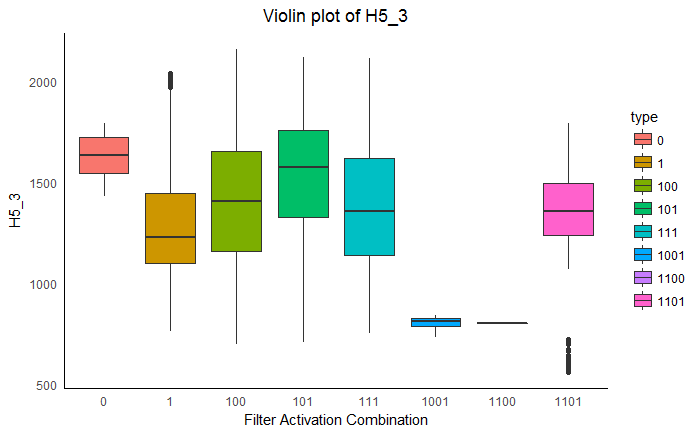 Violin plot of H5_3
H5_3
2000
1500
1000
500
0 1 100 101 111 1001 1100 1101
Filter Activation Combination
type
0
1
100
101
111
1001
1100
1101